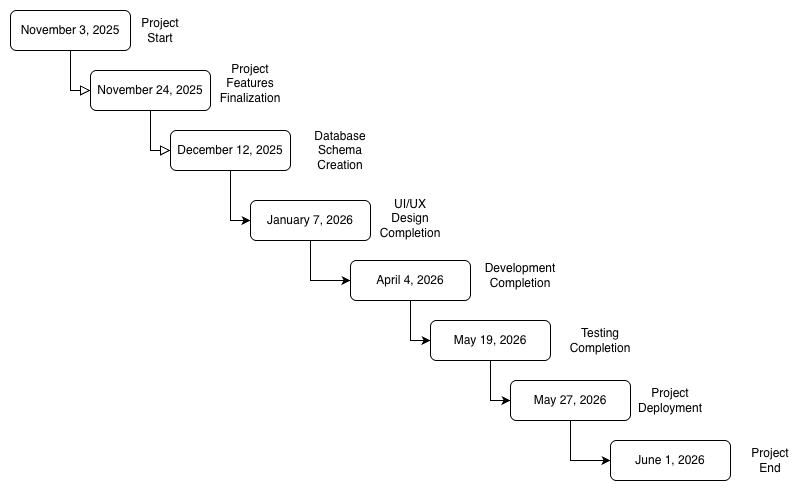 November 3, 2025
Project
Start
November 24, 2025
Project
Features
Finalization
December 12, 2025
Database
Schema
Creation
January 7, 2026
UI/UX
Design
Completion
April 4, 2026
Development
Completion
May 19, 2026
Testing
Completion
May 27, 2026
Project
Deployment
June 1, 2026
Project
End